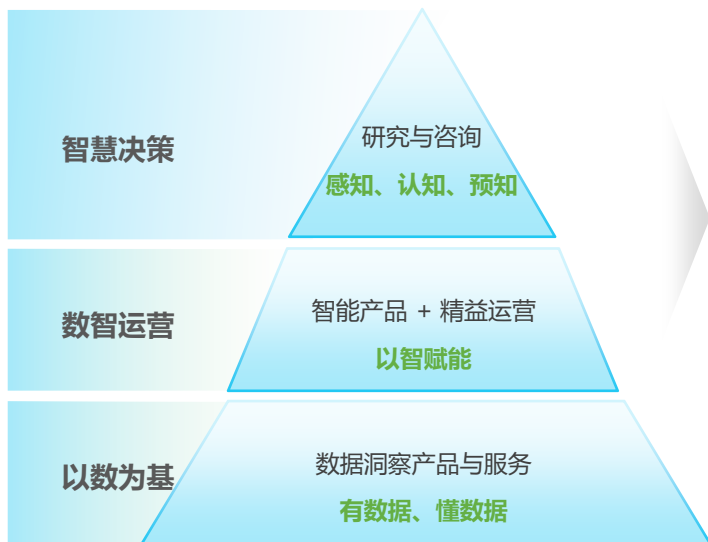 智慧决策
研究与咨询
感知、认知、预知
数智运营
智能产品 + 精益运营
以智赋能
以数为基
数据洞察产品与服务
有数据、懂数据